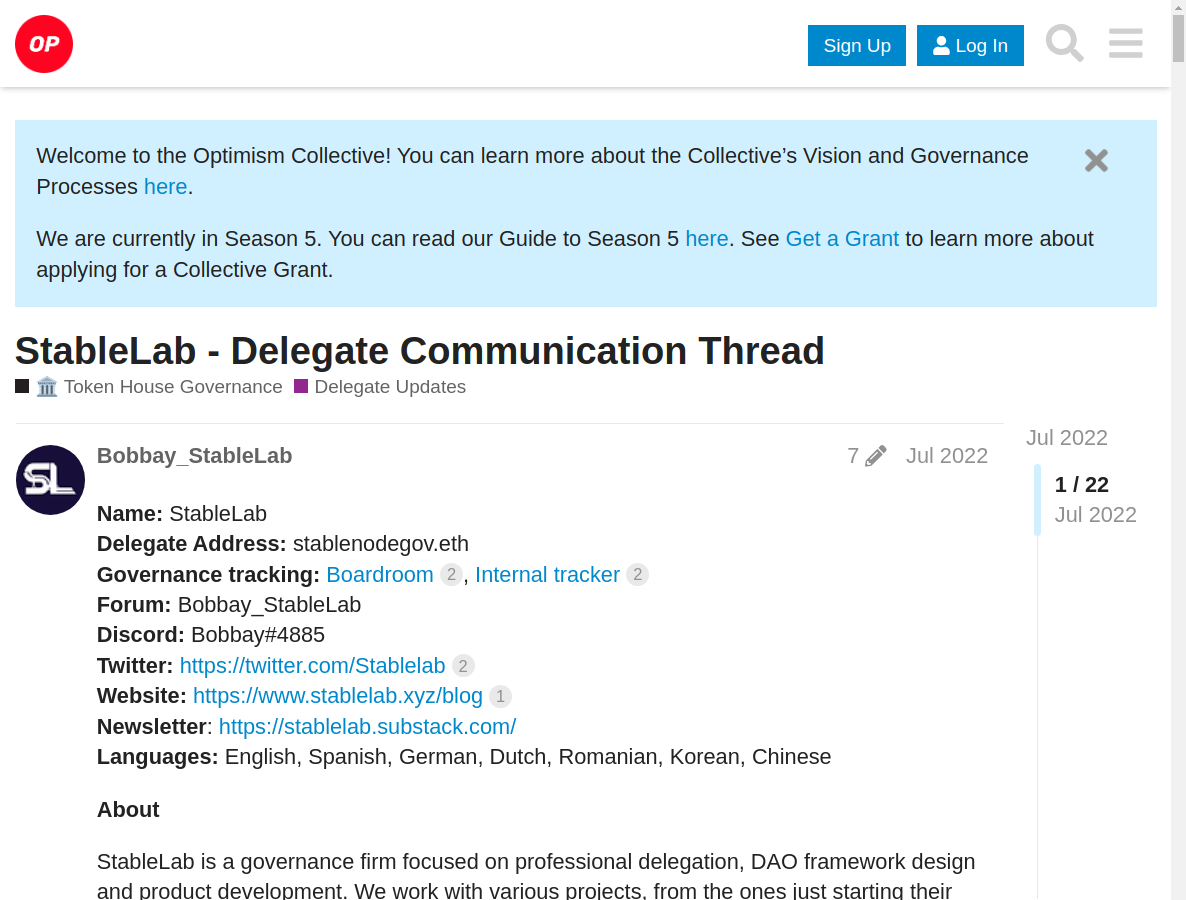 OP
Sign Up
Log In
Welcome to the Optimism Collective! You can learn more about the Collective’s Vision and Governance
Processes here.
We are currently in Season 5. You can read our Guide to Season 5 here. See Get a Grant to learn more about
applying for a Collective Grant.
StableLab - Delegate Communication Thread
Token House Governance Delegate Updates
Bobbay_StableLab 7 Jul 2022
Jul 2022
1 / 22
Jul 2022
SL
Name: StableLab
Delegate Address: stablenodegov.eth
Governance tracking: Boardroom 2, Internal tracker 2
Forum: Bobbay_StableLab
Discord: Bobbay#4885
Twitter: https://twitter.com/Stablelab 2
Website: https://www.stablelab.xyz/blog 1
Newsletter: https://stablelab.substack.com/
Languages: English, Spanish, German, Dutch, Romanian, Korean, Chinese
About
StableLab is a governance firm focused on professional delegation, DAO framework design
and product development. We work with various projects, from the ones just starting their